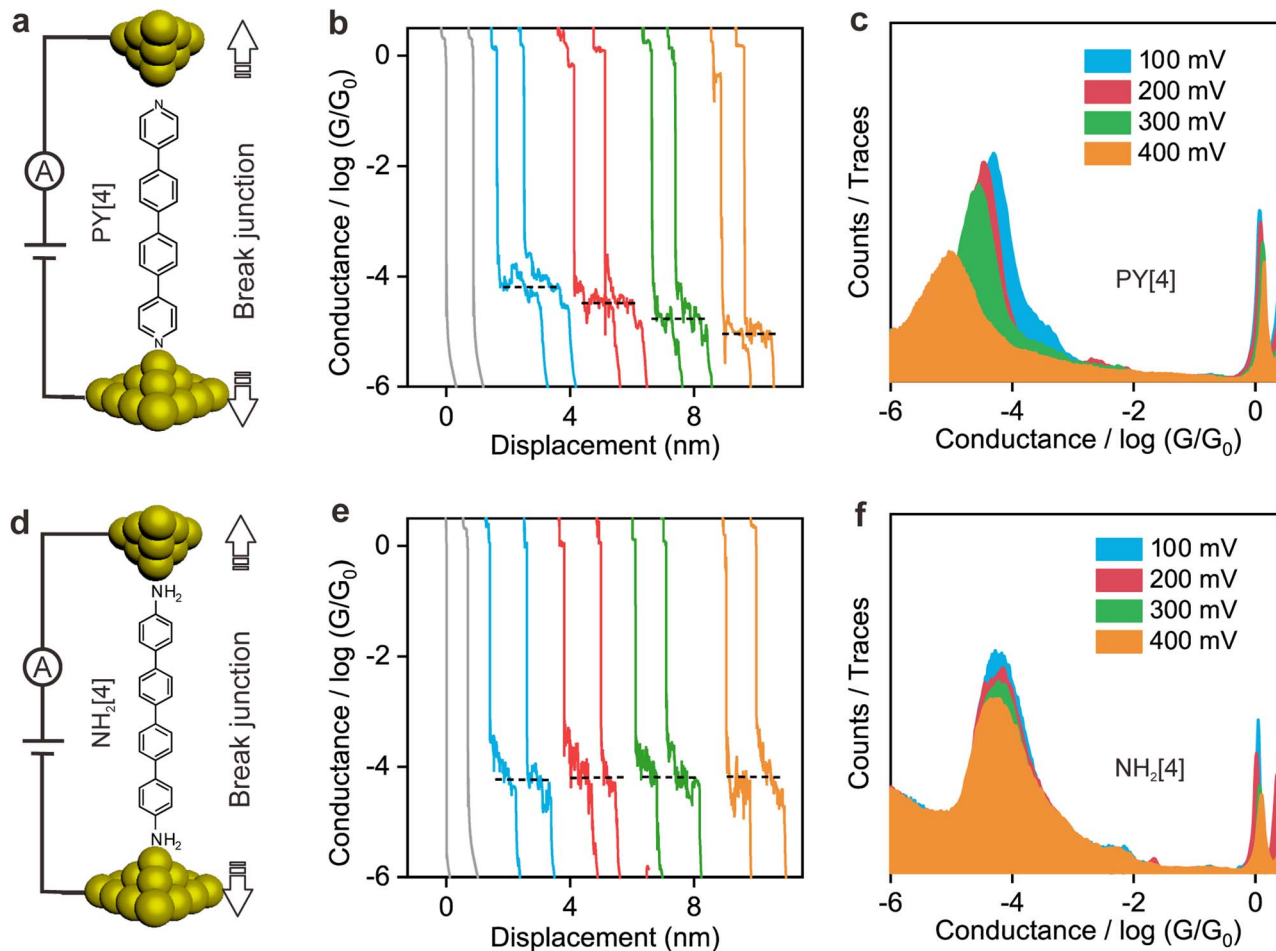 a
A
PY[4]
N
N
Break junction
b
Conductance / log (G/G₀)
0
-2
-4
-6
0
4
8
Displacement (nm)
c
Counts / Traces
100 mV
200 mV
300 mV
400 mV
PY[4]
-6
-4
-2
0
Conductance / log (G/G₀)
d
A
NH₂[4]
NH₂
NH₂
Break junction
e
Conductance / log (G/G₀)
0
-2
-4
-6
0
4
8
Displacement (nm)
f
Counts / Traces
100 mV
200 mV
300 mV
400 mV
NH₂[4]
-6
-4
-2
0
Conductance / log (G/G₀)